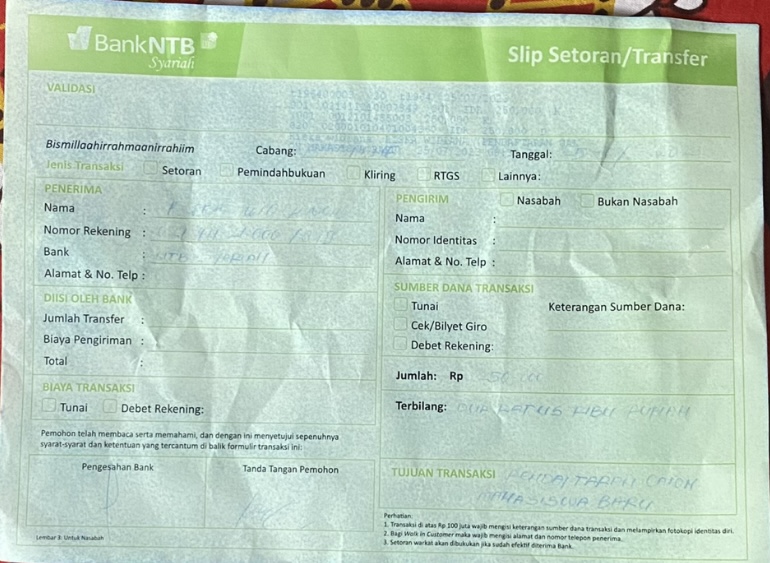 BankNTB
Syariah
Slip Setoran/Transfer
VALIDASI
Bismillaahirrahmaanirrahiim
Cabang:
Tanggal:
Jenis Transaksi
Setoran
Pemindahbukuan
Kliring
RTGS
Lainnya:
PENERIMA
Nama :
Nomor Rekening :
Bank : NTB SYARIAH
Alamat & No. Telp :
PENGIRIM
Nasabah
Bukan Nasabah
Nama :
Nomor Identitas :
Alamat & No. Telp :
DIISI OLEH BANK
Jumlah Transfer :
Biaya Pengiriman :
Total :
SUMBER DANA TRANSAKSI
Tunai
Cek/Bilyet Giro
Debet Rekening:
Keterangan Sumber Dana:
BIAYA TRANSAKSI
Tunai
Debet Rekening:
Jumlah: Rp
Terbilang: DUA RATUS RIBU RUPIAH
Pemohon telah membaca serta memahami, dan dengan ini menyetujui sepenuhnya
syarat-syarat dan ketentuan yang tercantum di balik formulir transaksi ini:
Pengesahan Bank
Tanda Tangan Pemohon
TUJUAN TRANSAKSI PENDAFTARAN CALON
MAHASISWA BARU
Perhatian:
1. Transaksi di atas Rp 100 juta wajib mengisi keterangan sumber dana transaksi dan melampirkan fotokopi identitas diri.
2. Bagi Walk in Customer maka wajib mengisi alamat dan nomor telepon penerima.
3. Setoran warkat akan dibukukan jika sudah efektif diterima Bank.
Lembar 3: Untuk Nasabah